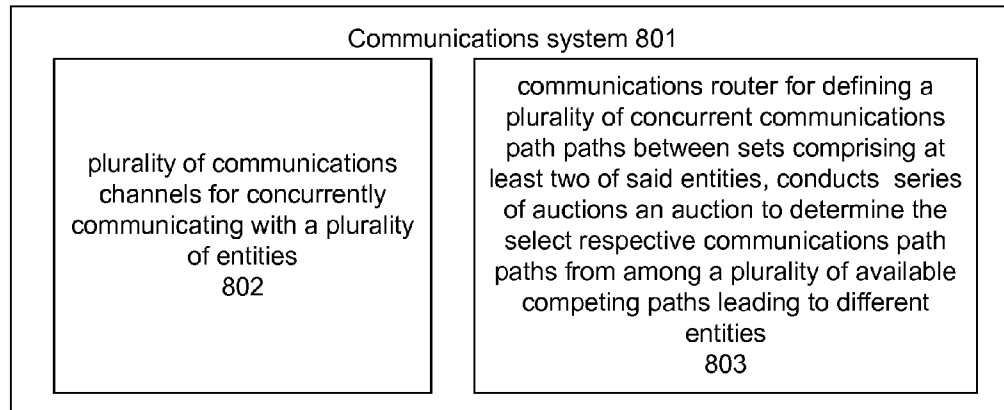 Communications system 801
plurality of communications
channels for concurrently
communicating with a plurality
of entities
802
communications router for defining a
plurality of concurrent communications
path paths between sets comprising at
least two of said entities, conducts series
of auctions an auction to determine the
select respective communications path
paths from among a plurality of available
competing paths leading to different
entities
803